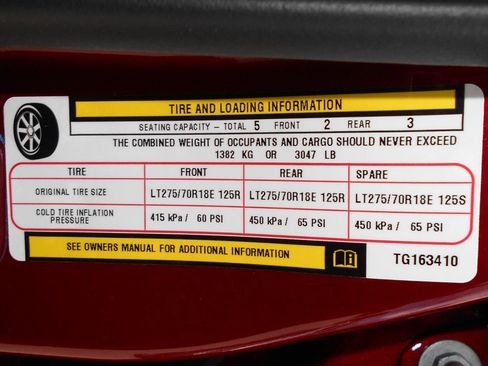 TIRE AND LOADING INFORMATION
SEATING CAPACITY – TOTAL 5 FRONT 2 REAR 3
THE COMBINED WEIGHT OF OCCUPANTS AND CARGO SHOULD NEVER EXCEED
1382 KG OR 3047 LB
TIRE FRONT REAR SPARE
ORIGINAL TIRE SIZE LT275/70R18E 125R LT275/70R18E 125R LT275/70R18E 125S
COLD TIRE INFLATION PRESSURE 415 kPa / 60 PSI 450 kPa / 65 PSI 450 kPa / 65 PSI
SEE OWNERS MANUAL FOR ADDITIONAL INFORMATION
TG163410